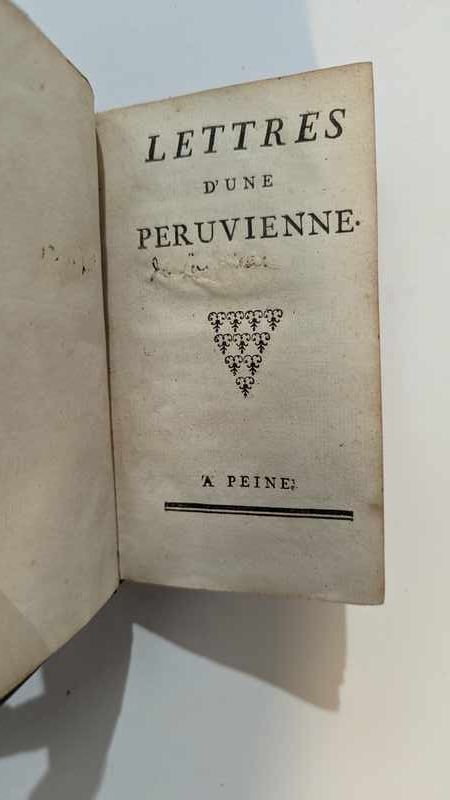 LETTRES
D'UNE
PERUVIENNE.
A PEINE.